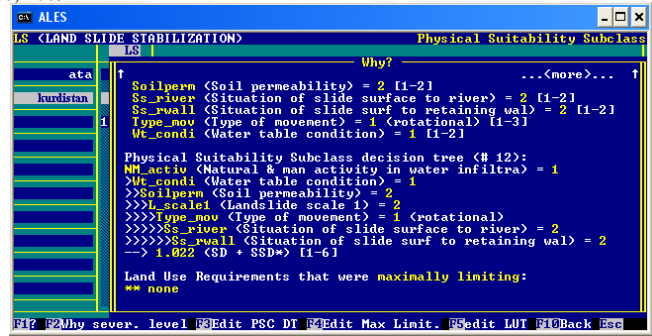 ALES
LS (LAND SLIDE STABILIZATION) Physical Suitability Subclass
LS
Why?
ata ↑ ...<more>... ↑
Soilperm (Soil permeability) = 2 [1-2]
kurdistan Ss_river (Situation of slide surface to river) = 2 [1-2]
Ss_rwall (Situation of slide surf to retaining wal) = 2 [1-2]
1 Type_mov (Type of movement) = 1 (rotational) [1-3]
Wt_condi (Water table condition) = 1 [1-2]
Physical Suitability Subclass decision tree (# 12):
NM_activ (Natural & man activity in water infiltra) = 1
>Wt_condi (Water table condition) = 1
>>Soilperm (Soil permeability) = 2
>>>L_scale1 (Landslide scale 1) = 2
>>>>Type_mov (Type of movement) = 1 (rotational)
>>>>>Ss_river (Situation of slide surface to river) = 2
>>>>>>Ss_rwall (Situation of slide surf to retaining wal) = 2
--> 1.022 (SD + SSD*) [1-6]
Land Use Requirements that were maximally limiting:
** none
F1? F2Why sever. level F3Edit PSC DT F4Edit Max Limit. F5edit LUT F10Back Esc